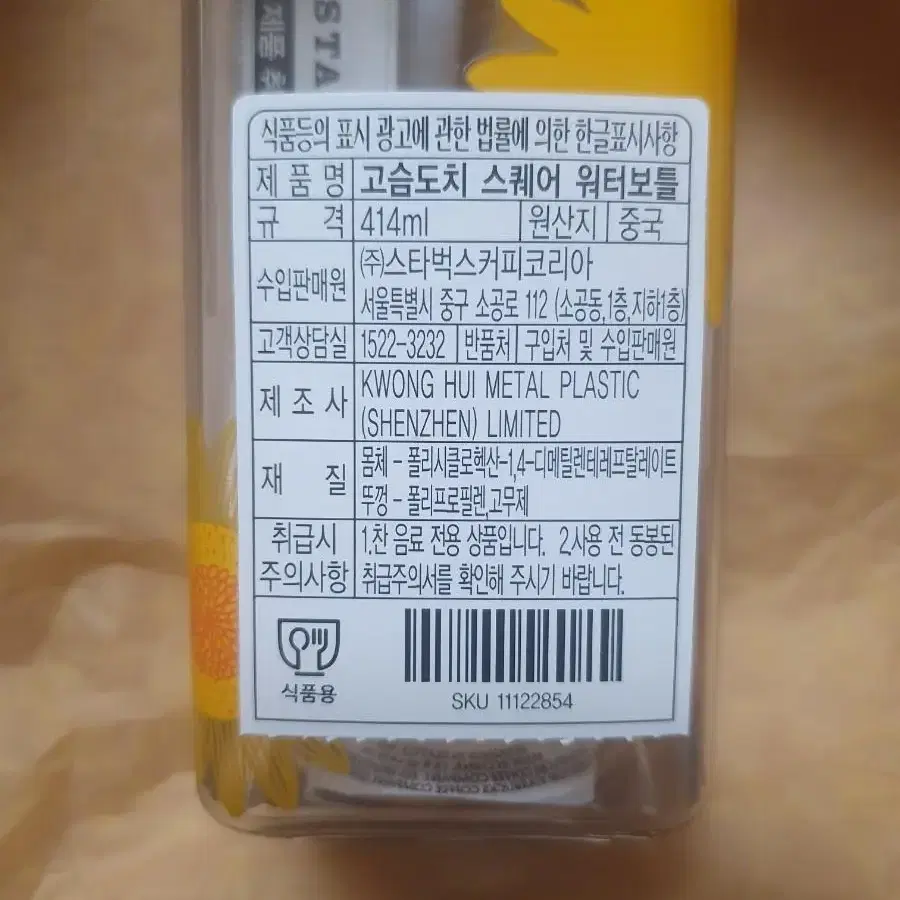 STA
식품등의 표시 광고에 관한 법률에 의한 한글표시사항
제 품 명 고슴도치 스퀘어 워터보틀
규 격 414ml 원산지 중국
수입판매원 (주)스타벅스커피코리아
서울특별시 중구 소공로 112 (소공동,1층,지하1층)
고객상담실 1522-3232 반품처 구입처 및 수입판매원
제 조 사 KWONG HUI METAL PLASTIC
(SHENZHEN) LIMITED
재 질 몸체 - 폴리시클로헥산-1,4-디메틸렌테레프탈레이트
뚜껑 - 폴리프로필렌,고무제
취급시 1.찬 음료 전용 상품입니다. 2.사용 전 동봉된
주의사항 취급주의서를 확인해 주시기 바랍니다.
식품용
SKU 11122854